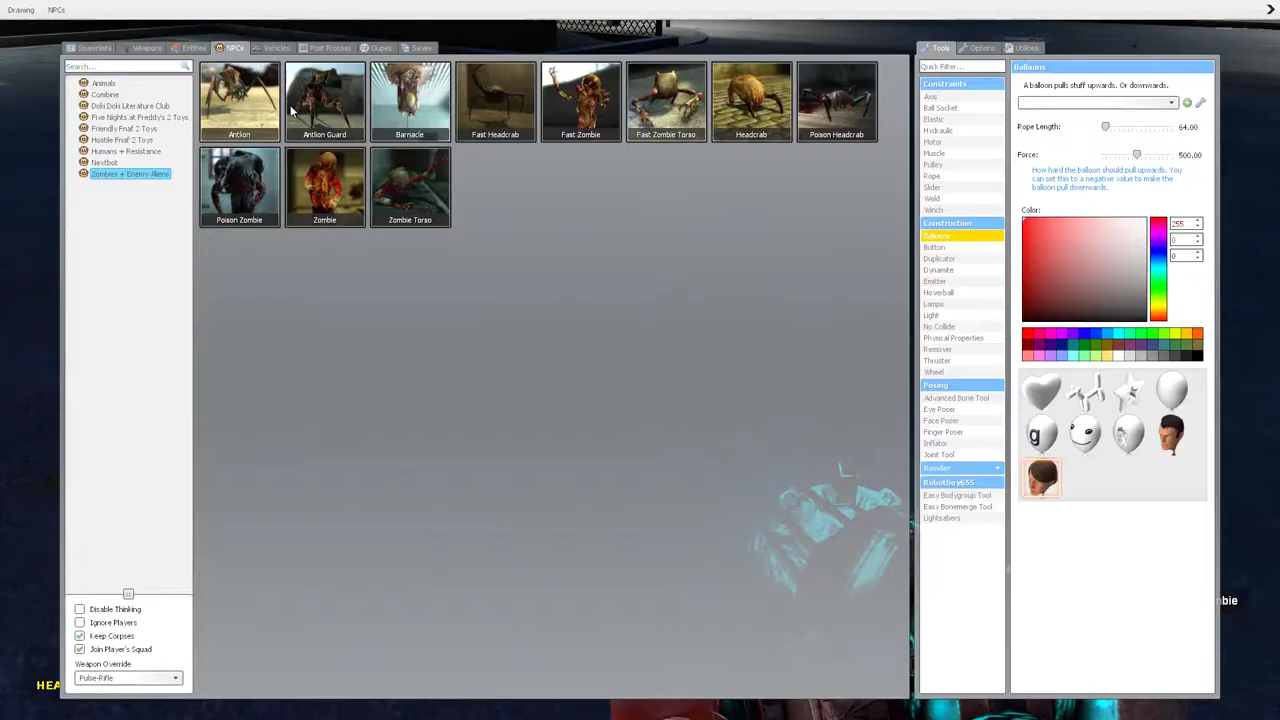 Drawing NPCs
Spawnlists Weapons Entities NPCs Vehicles Post Process Dupes Saves
Search...
Animals
Combine
Doki Doki Literature Club
Five Nights at Freddy's 2 Toys
Friendly Fnaf 2 Toys
Hostile Fnaf 2 Toys
Humans + Resistance
Nextbot
Zombies + Enemy Aliens
Antlion Antlion Guard Barnacle Fast Headcrab Fast Zombie Fast Zombie Torso Headcrab Poison Headcrab
Poison Zombie Zombie Zombie Torso
Disable Thinking
Ignore Players
Keep Corpses
Join Player's Squad
Weapon Override
Pulse-Rifle
HEA
Tools Options Utilities
Quick Filter...
Constraints
Axis
Ball Socket
Elastic
Hydraulic
Motor
Muscle
Pulley
Rope
Slider
Weld
Winch
Construction
Balloons
Button
Duplicator
Dynamite
Emitter
Hoverball
Lamps
Light
No Collide
Physical Properties
Remover
Thruster
Wheel
Posing
Advanced Bone Tool
Eye Poser
Face Poser
Finger Poser
Inflator
Joint Tool
Render
Robotboy655
Easy Bodygroup Tool
Easy Bonemerge Tool
Lightsabers
Balloons
A balloon pulls stuff upwards. Or downwards.
Rope Length: 64.00
Force: 500.00
How hard the balloon should pull upwards. You
can set this to a negative value to make the
balloon pull downwards.
Color:
255
0
0
g
bie